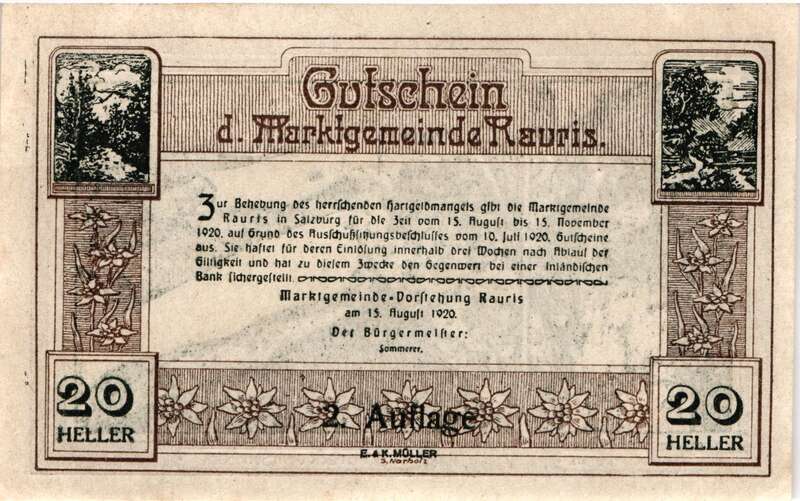 Gutschein
d. Marktgemeinde Rauris.
Zur Behebung des herrschenden Hartgeldmangels gibt die Marktgemeinde
Rauris in Salzburg für die Zeit vom 15. August bis 15. November
1920, auf Grund des Ausschußsitzungsbeschlusses vom 10. Juli 1920, Gutscheine
aus. Sie haftet für deren Einlösung innerhalb drei Wochen nach Ablauf der
Giltigkeit und hat zu diesem Zwecke den Gegenwert bei einer inländischen
Bank sichergestellt.
Marktgemeinde-Vorstehung Rauris
am 15. August 1920.
Der Bürgermeister:
Sommerer.
20
HELLER
2. Auflage
20
HELLER
E. & K. MÜLLER